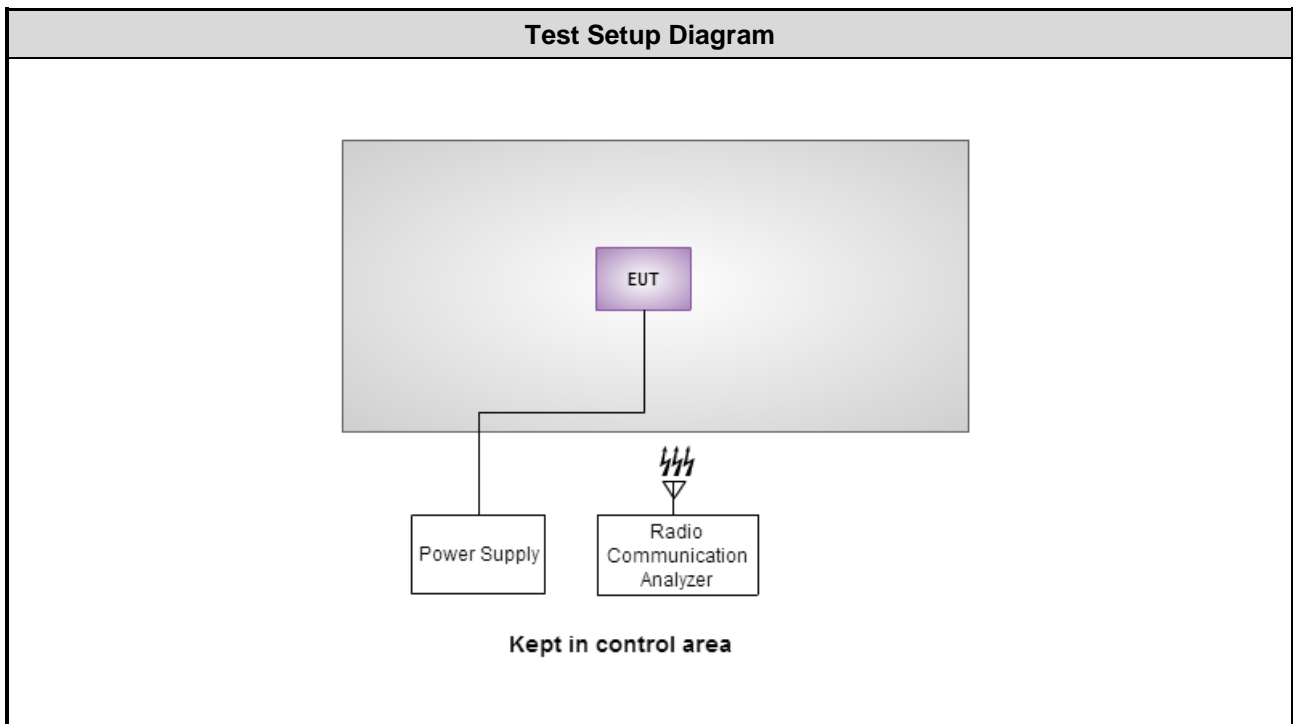 Test Setup Diagram
EUT
Power Supply
Radio
Communication
Analyzer
Kept in control area